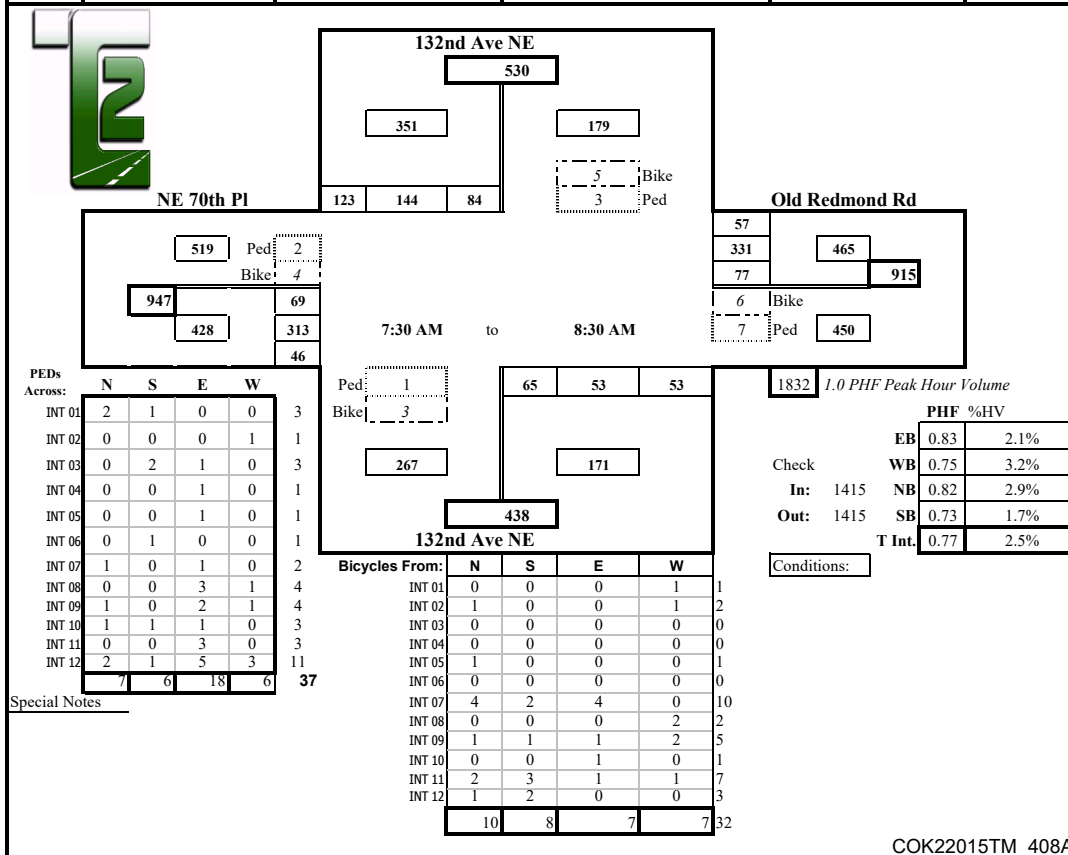 T2
132nd Ave NE
530
351 179
5 Bike
3 Ped
NE 70th Pl
123 144 84
Old Redmond Rd
57
519 Ped 2
331 465
Bike 4
77 915
947 69
6 Bike
428 313
7:30 AM to 8:30 AM
7 Ped 450
46
PEDs
Across: N S E W
INT 01 2 1 0 0 3
INT 02 0 0 0 1 1
INT 03 0 2 1 0 3
INT 04 0 0 1 0 1
INT 05 0 0 1 0 1
INT 06 0 1 0 0 1
INT 07 1 0 1 0 2
INT 08 0 0 3 1 4
INT 09 1 0 2 1 4
INT 10 1 1 1 0 3
INT 11 0 0 3 0 3
INT 12 2 1 5 3 11
7 6 18 6 37
Special Notes
Ped 1
65 53 53
Bike 3
267 171
438
132nd Ave NE
1832 1.0 PHF Peak Hour Volume
PHF %HV
EB 0.83 2.1%
Check WB 0.75 3.2%
In: 1415 NB 0.82 2.9%
Out: 1415 SB 0.73 1.7%
T Int. 0.77 2.5%
Conditions:
Bicycles From: N S E W
INT 01 0 0 0 1 1
INT 02 1 0 0 1 2
INT 03 0 0 0 0 0
INT 04 0 0 0 0 0
INT 05 1 0 0 0 1
INT 06 0 0 0 0 0
INT 07 4 2 4 0 10
INT 08 0 0 0 2 2
INT 09 1 1 1 2 5
INT 10 0 0 1 0 1
INT 11 2 3 1 1 7
INT 12 1 2 0 0 3
10 8 7 7 32
COK22015TM_408A